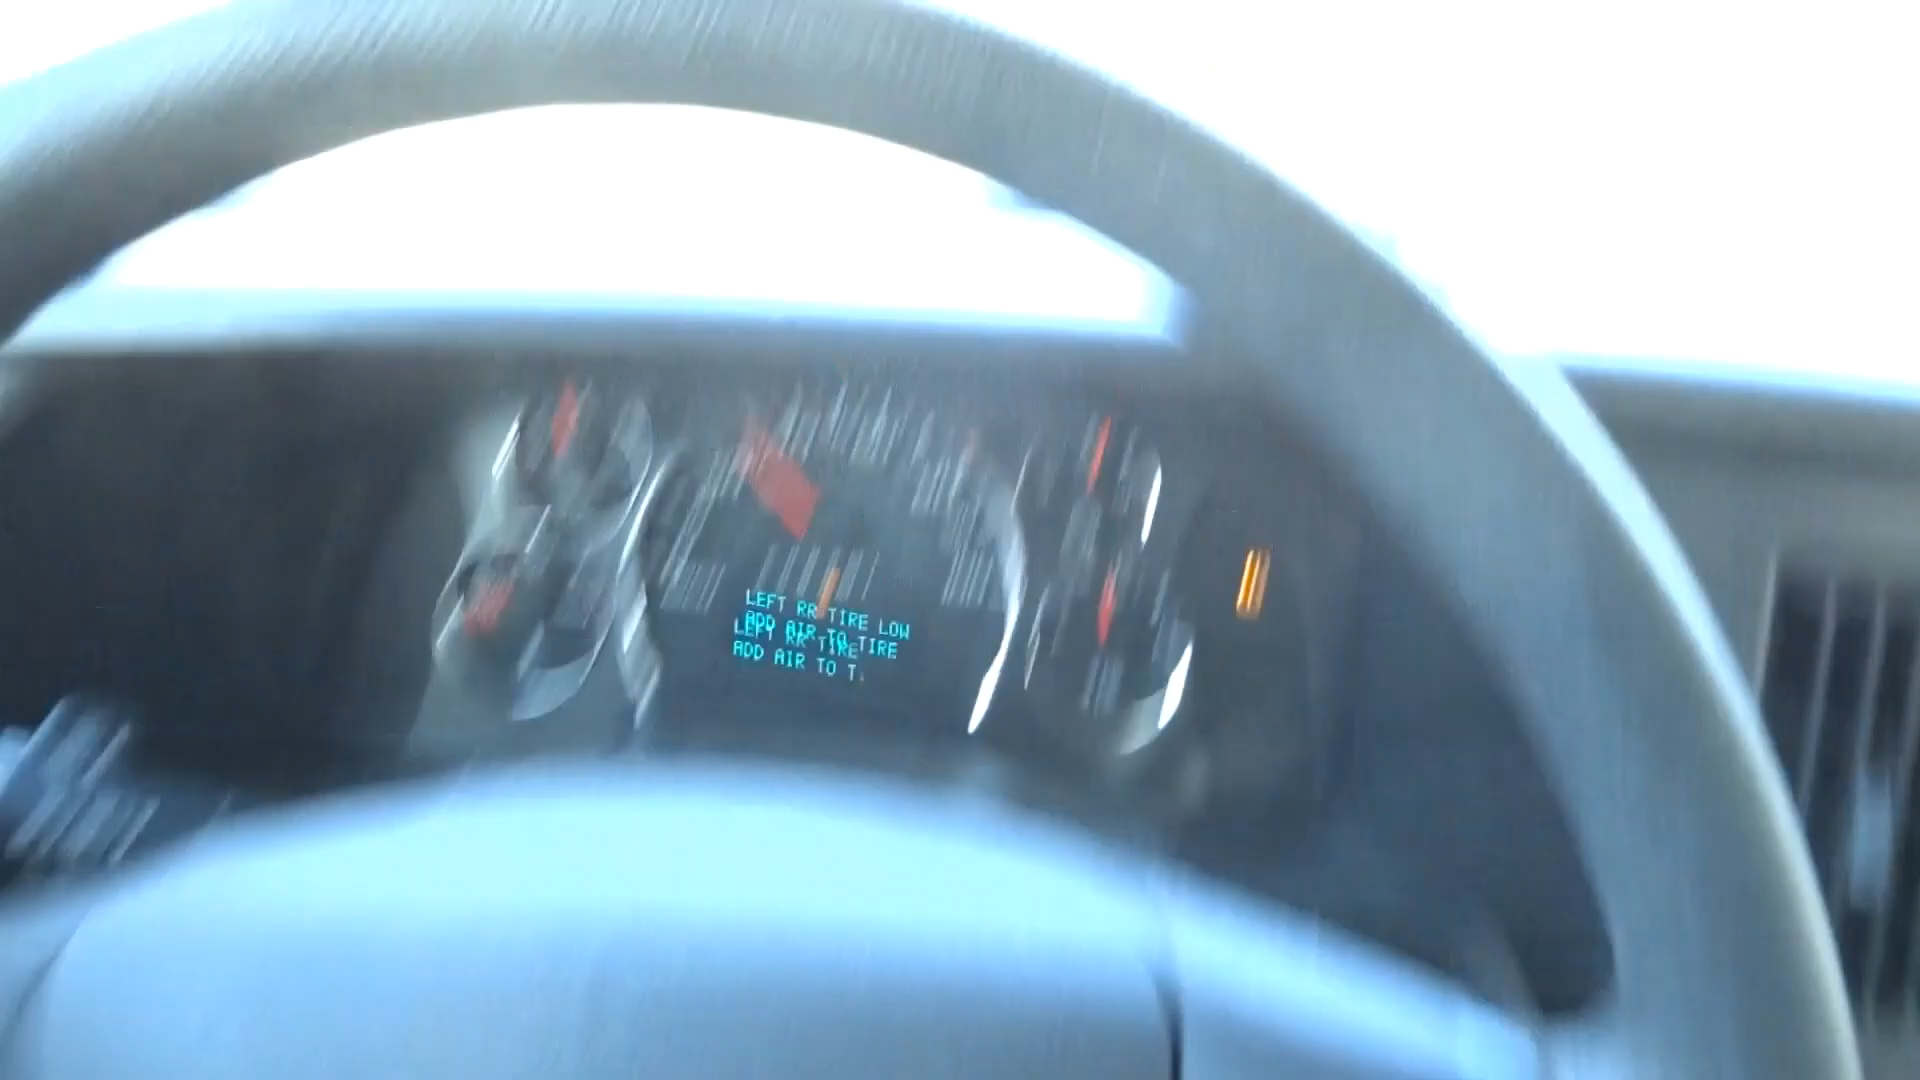 LEFT RR TIRE LOW
ADD AIR TO TIRE
LEFT RR TIRE
ADD AIR TO T